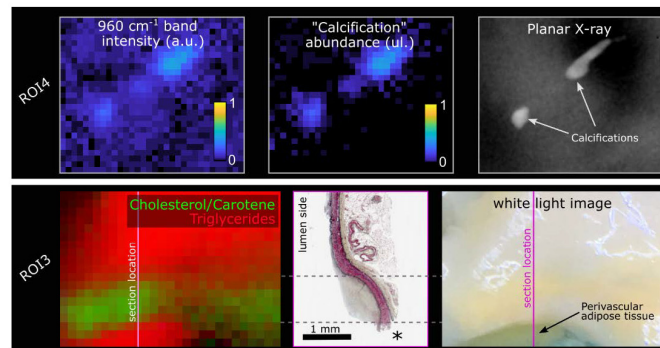 ROI4
960 cm⁻¹ band
intensity (a.u.)
1
0
"Calcification"
abundance (ul.)
1
0
Planar X-ray
Calcifications
ROI3
Cholesterol/Carotene
Triglycerides
section location
lumen side
1 mm
*
white light image
section location
Perivascular
adipose tissue